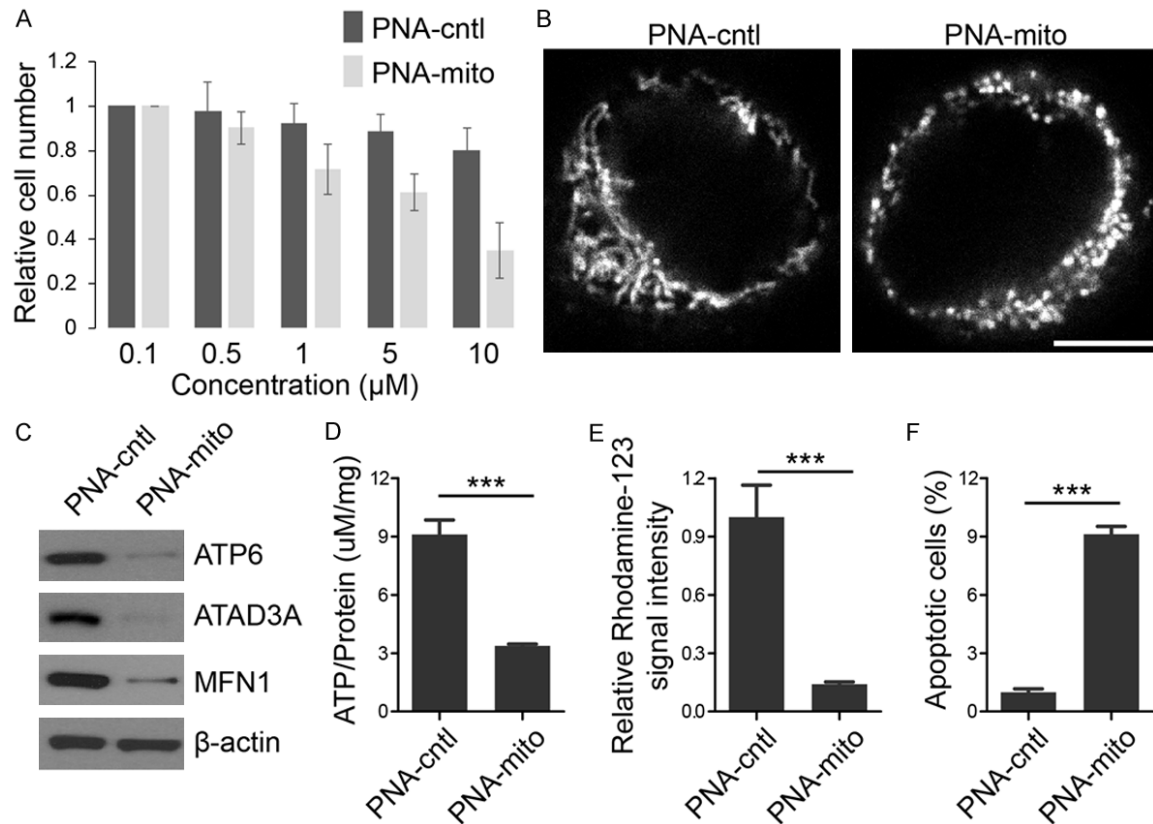 A
PNA-cntl
PNA-mito
Relative cell number
1.2
1
0.8
0.6
0.4
0.2
0
0.1 0.5 1 5 10
Concentration (µM)
B
PNA-cntl PNA-mito
C
PNA-cntl
PNA-mito
ATP6
ATAD3A
MFN1
β-actin
D
ATP/Protein (uM/mg)
12
9
6
3
0
***
PNA-cntl
PNA-mito
E
Relative Rhodamine-123
signal intensity
1.2
0.9
0.6
0.3
0.0
***
PNA-cntl
PNA-mito
F
Apoptotic cells (%)
12
9
6
3
0
***
PNA-cntl
PNA-mito